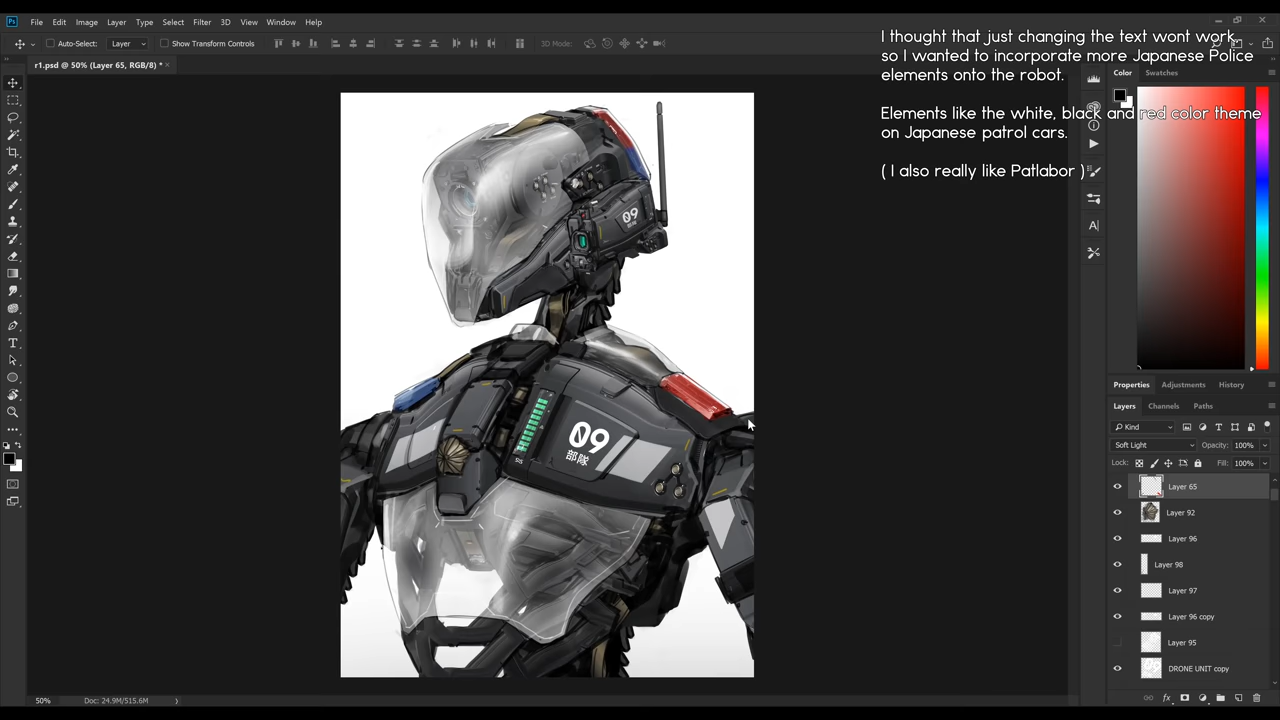 Ps File Edit Image Layer Type Select Filter 3D View Window Help
Auto-Select: Layer Show Transform Controls 3D Mode:
r1.psd @ 50% (Layer 65, RGB/8) *
I thought that just changing the text wont work,
so I wanted to incorporate more Japanese Police
elements onto the robot.
Elements like the white, black and red color theme
on Japanese patrol cars.
( I also really like Patlabor )
Color Swatches
09
09
部隊
Properties Adjustments History
Layers Channels Paths
Kind
Soft Light Opacity: 100%
Lock: Fill: 100%
Layer 65
Layer 92
Layer 96
Layer 98
Layer 97
Layer 96 copy
Layer 95
DRONE UNIT copy
50% Doc: 24.9M/515.6M